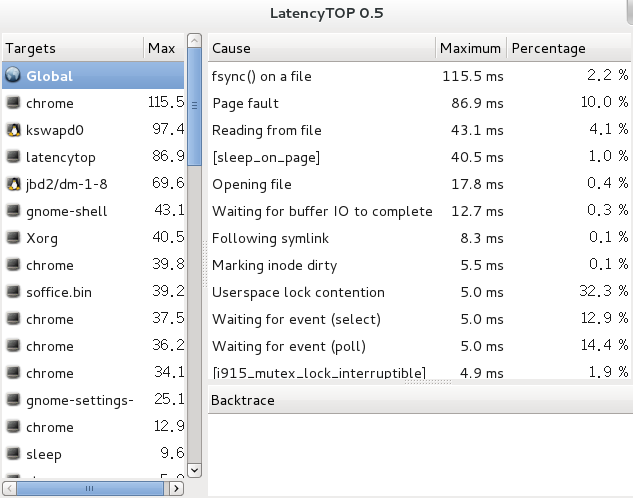 LatencyTOP 0.5
Targets Max
Global
chrome 115.5
kswapd0 97.4
latencytop 86.9
jbd2/dm-1-8 69.6
gnome-shell 43.1
Xorg 40.5
chrome 39.8
soffice.bin 39.2
chrome 37.5
chrome 36.2
chrome 34.1
gnome-settings- 25.1
chrome 12.9
sleep 9.6
Cause Maximum Percentage
fsync() on a file 115.5 ms 2.2 %
Page fault 86.9 ms 10.0 %
Reading from file 43.1 ms 4.1 %
[sleep_on_page] 40.5 ms 1.0 %
Opening file 17.8 ms 0.4 %
Waiting for buffer IO to complete 12.7 ms 0.3 %
Following symlink 8.3 ms 0.1 %
Marking inode dirty 5.5 ms 0.1 %
Userspace lock contention 5.0 ms 32.3 %
Waiting for event (select) 5.0 ms 12.9 %
Waiting for event (poll) 5.0 ms 14.4 %
[i915_mutex_lock_interruptible] 4.9 ms 1.9 %
Backtrace